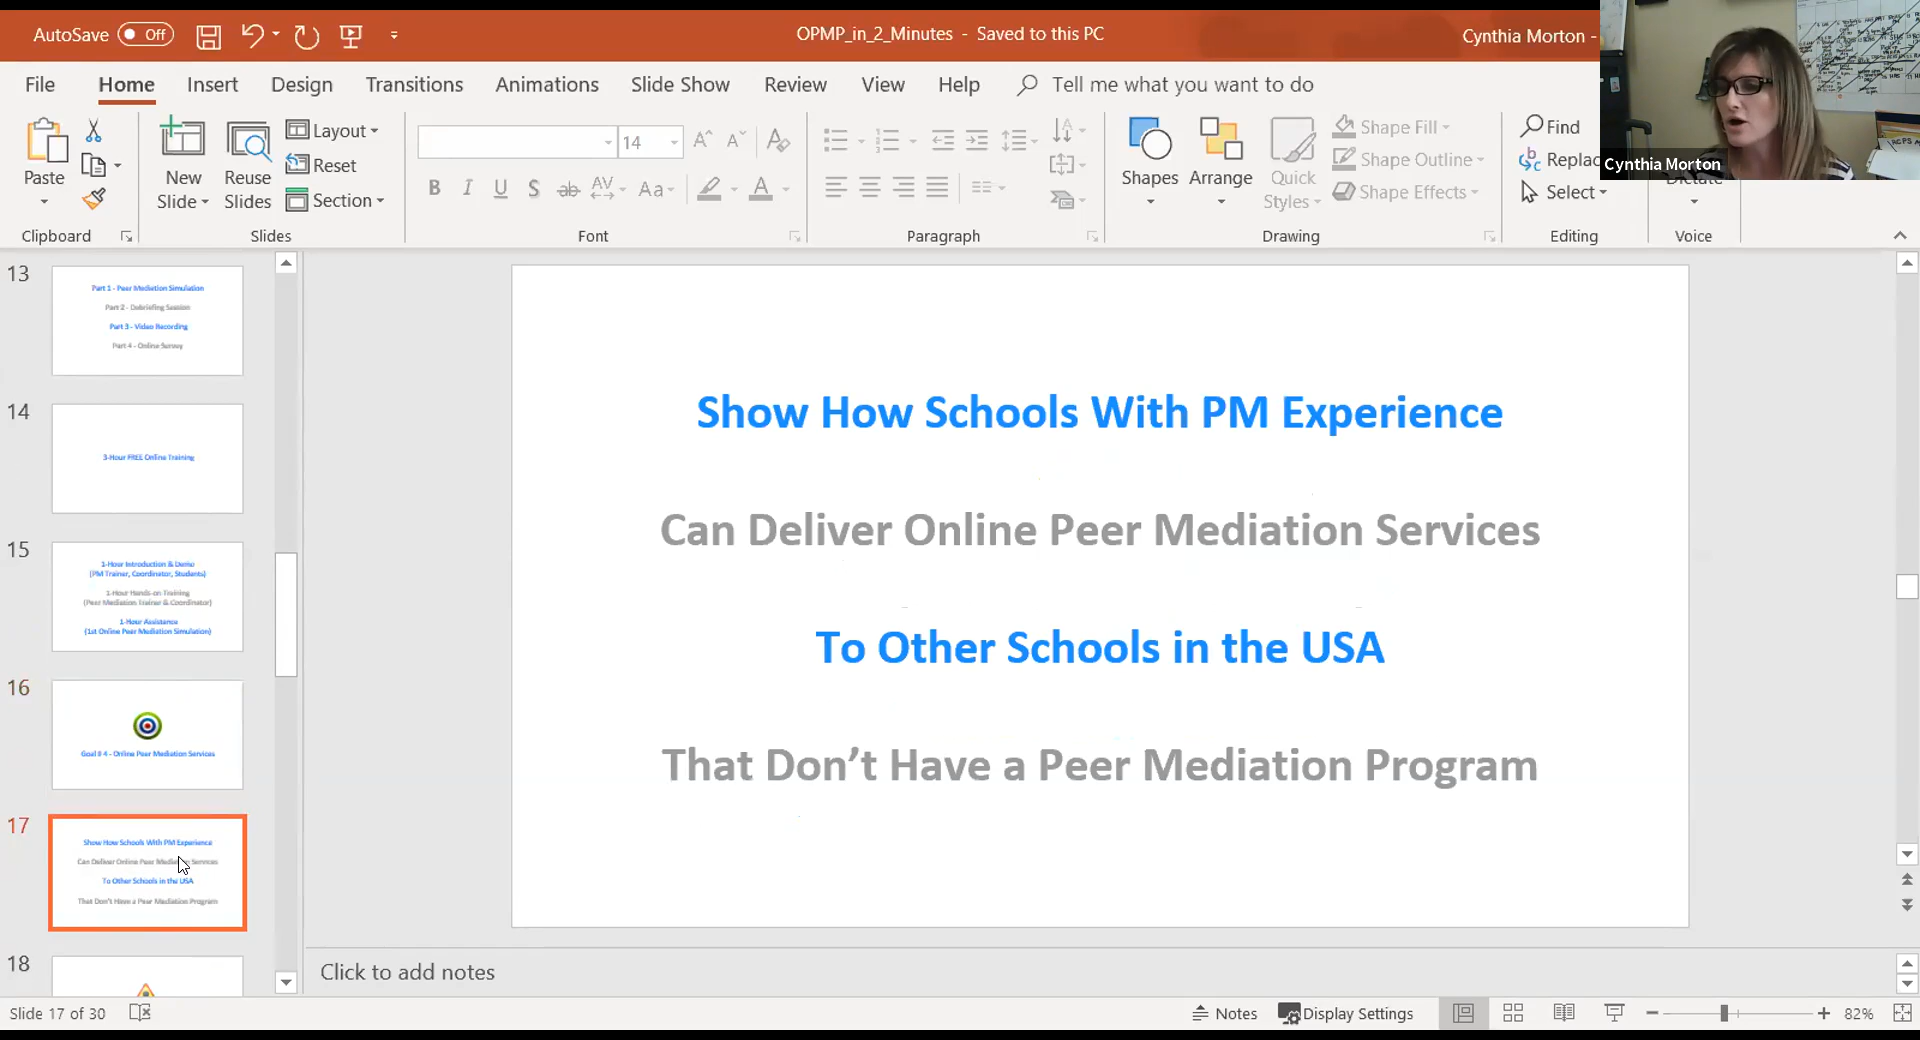 AutoSave Off
OPMP_in_2_Minutes - Saved to this PC
Cynthia Morton -
File Home Insert Design Transitions Animations Slide Show Review View Help Tell me what you want to do
Paste
Clipboard
New Slide
Reuse Slides
Layout
Reset
Section
Slides
14
B I U S ab AV Aa A
Font
Paragraph
Shapes
Arrange
Quick Styles
Shape Fill
Shape Outline
Shape Effects
Drawing
Find
Replac
Select
Editing
Dictate
Voice
Cynthia Morton
13
Part 1 - Peer Mediation Simulation
Part 2 - Debriefing Session
Part 3 - Video Recording
Part 4 - Online Survey
14
3-Hour FREE Online Training
15
1-Hour Introduction & Demo
(PM Trainer, Coordinator, Students)
1-Hour Hands-on Training
(Peer Mediation Trainer & Coordinator)
1-Hour Assistance
(1st Online Peer Mediation Simulation)
16
Goal # 4 - Online Peer Mediation Services
17
Show How Schools With PM Experience
Can Deliver Online Peer Mediation Services
To Other Schools in the USA
That Don't Have a Peer Mediation Program
18
Show How Schools With PM Experience
Can Deliver Online Peer Mediation Services
To Other Schools in the USA
That Don’t Have a Peer Mediation Program
Click to add notes
Slide 17 of 30
Notes
Display Settings
82%